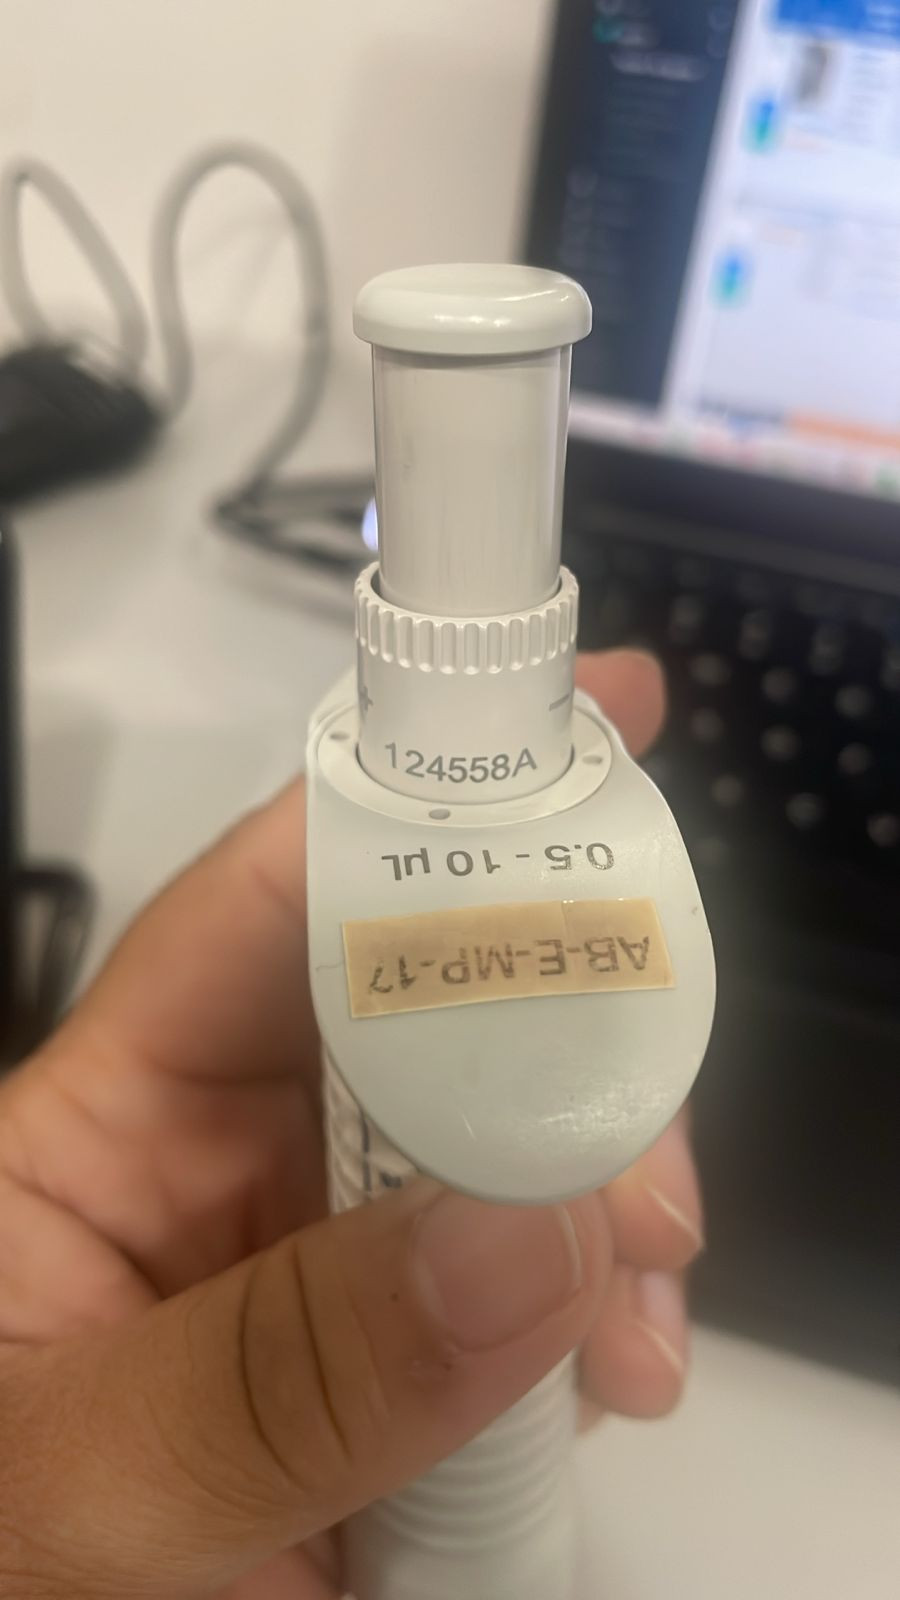 + −
124558A
0.5 - 10 µL
AB-E-MP-17